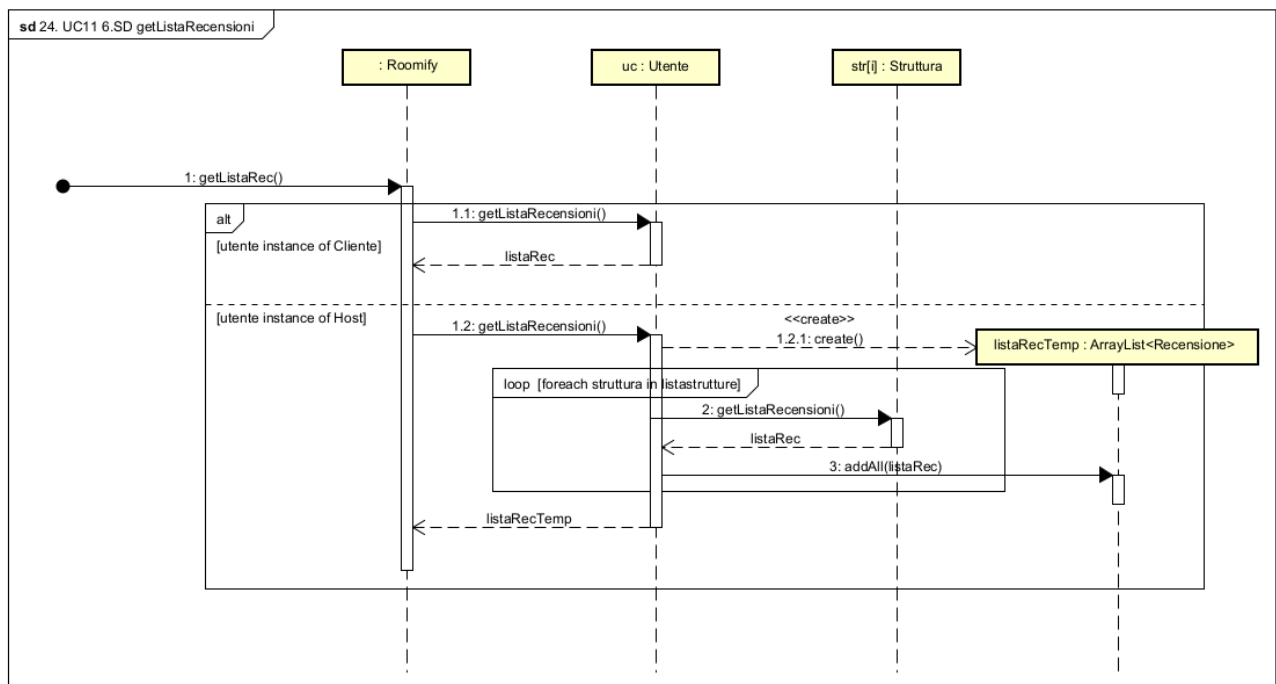 sd 24. UC11 6.SD getListaRecensioni
: Roomify
uc : Utente
str[i] : Struttura
1: getListaRec()
alt
1.1: getListaRecensioni()
[utente instance of Cliente]
listaRec
[utente instance of Host]
1.2: getListaRecensioni()
<<create>>
1.2.1: create()
listaRecTemp : ArrayList<Recensione>
loop [foreach struttura in listastrutture]
2: getListaRecensioni()
listaRec
3: addAll(listaRec)
listaRecTemp